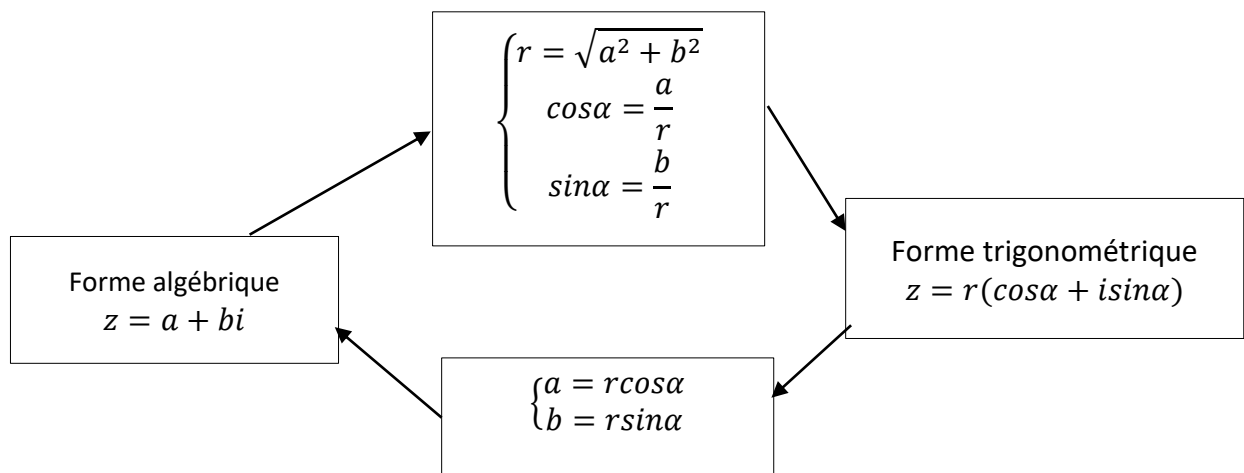 r = √(a² + b²)
cosα = a/r
sinα = b/r
Forme trigonométrique
z = r(cosα + isinα)
Forme algébrique
z = a + bi
a = rcosα
b = rsinα